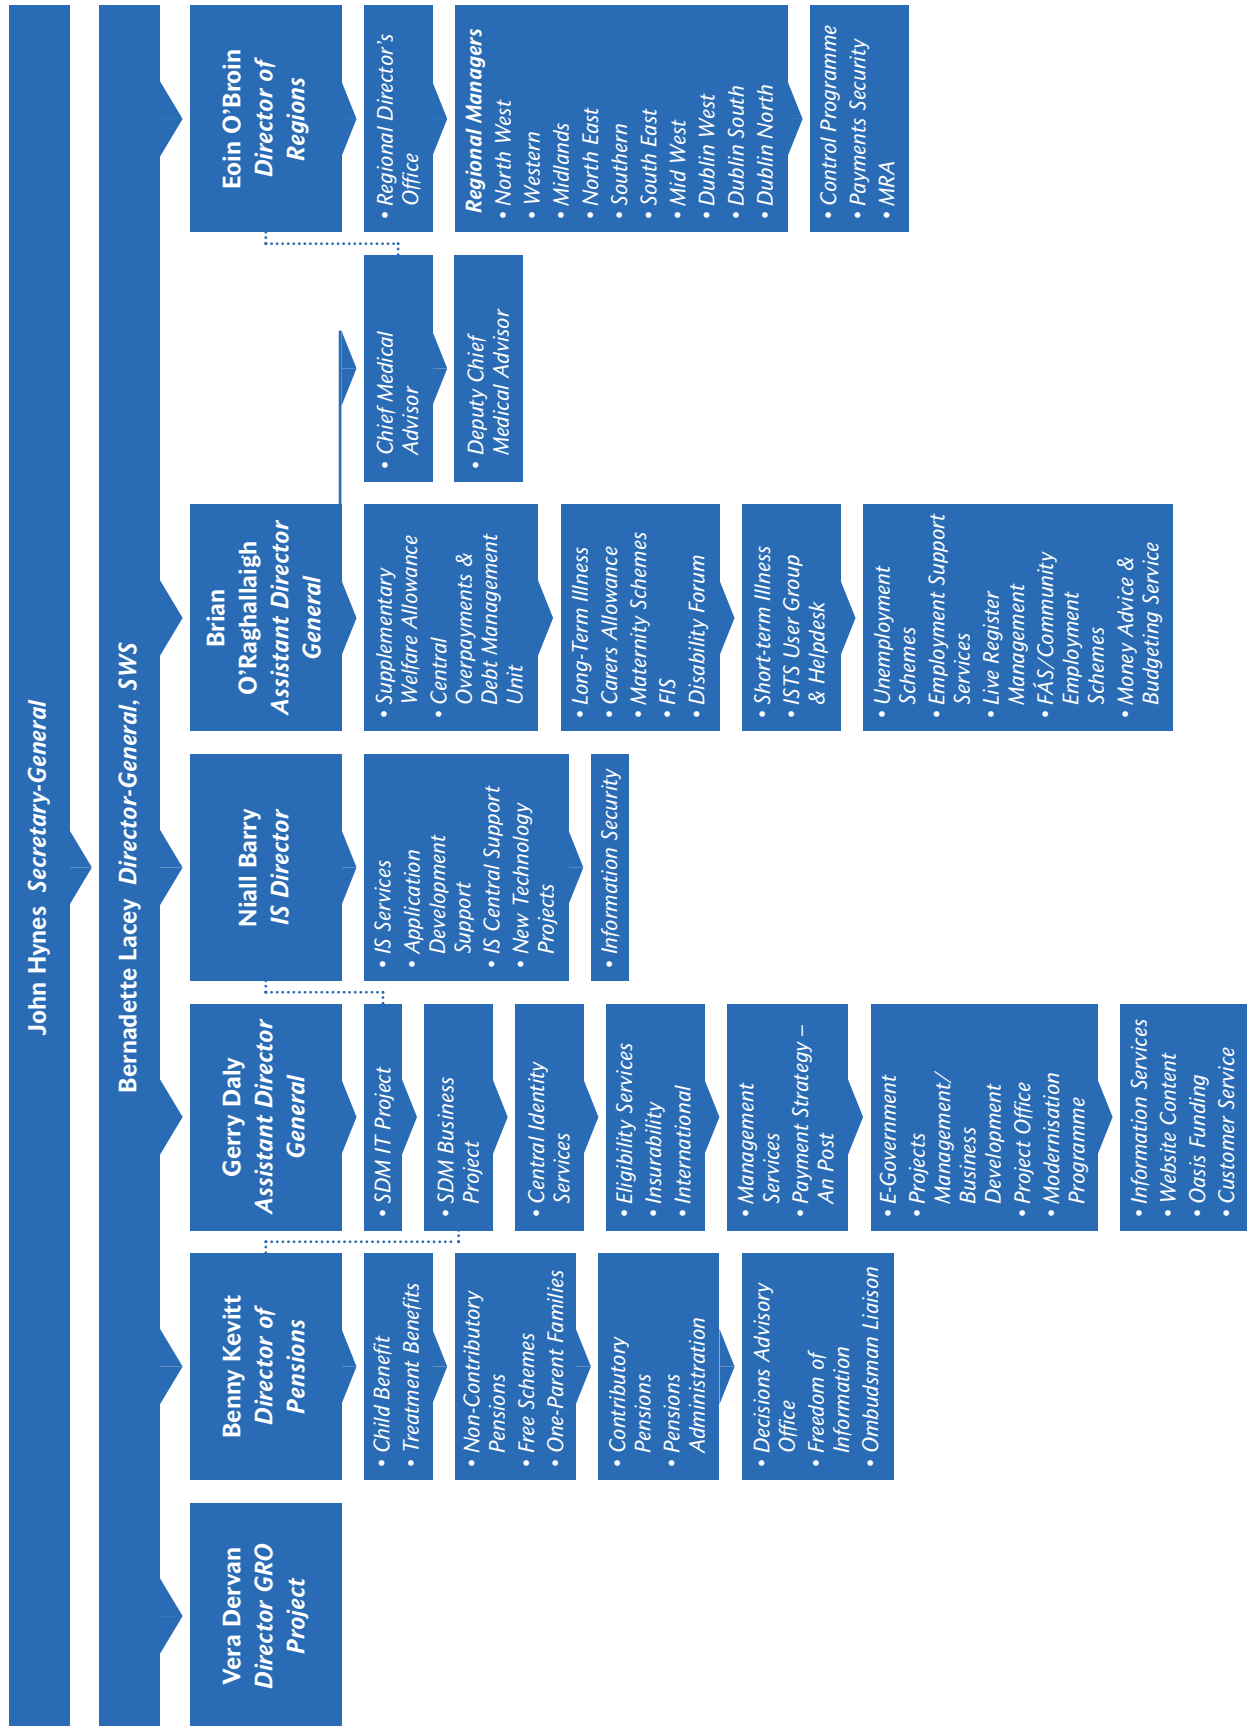 John Hynes Secretary-General
Bernadette Lacey Director-General, SWS
Vera Dervan
Director GRO
Project
Benny Kevitt
Director of
Pensions
• Child Benefit
• Treatment Benefits
• Non-Contributory
Pensions
• Free Schemes
• One-Parent Families
• Contributory
Pensions
• Pensions
Administration
• Decisions Advisory
Office
• Freedom of
Information
• Ombudsman Liaison
Gerry Daly
Assistant Director
General
• SDM IT Project
• SDM Business
Project
• Central Identity
Services
• Eligibility Services
• Insurability
• International
• Management
Services
• Payment Strategy –
An Post
• E-Government
• Projects
Management/
Business
Development
• Project Office
• Modernisation
Programme
• Information Services
• Website Content
• Oasis Funding
• Customer Service
Niall Barry
IS Director
• IS Services
• Application
Development
Support
• IS Central Support
• New Technology
Projects
• Information Security
Brian
O'Raghallaigh
Assistant Director
General
• Supplementary
Welfare Allowance
• Central
Overpayments &
Debt Management
Unit
• Long-Term Illness
• Carers Allowance
• Maternity Schemes
• FIS
• Disability Forum
• Short-term Illness
• ISTS User Group
& Helpdesk
• Unemployment
Schemes
• Employment Support
Services
• Live Register
Management
• FÁS/Community
Employment
Schemes
• Money Advice &
Budgeting Service
• Chief Medical
Advisor
• Deputy Chief
Medical Advisor
Eoin O'Broin
Director of
Regions
• Regional Director's
Office
Regional Managers
• North West
• Western
• Midlands
• North East
• Southern
• South East
• Mid West
• Dublin West
• Dublin South
• Dublin North
• Control Programme
• Payments Security
• MRA